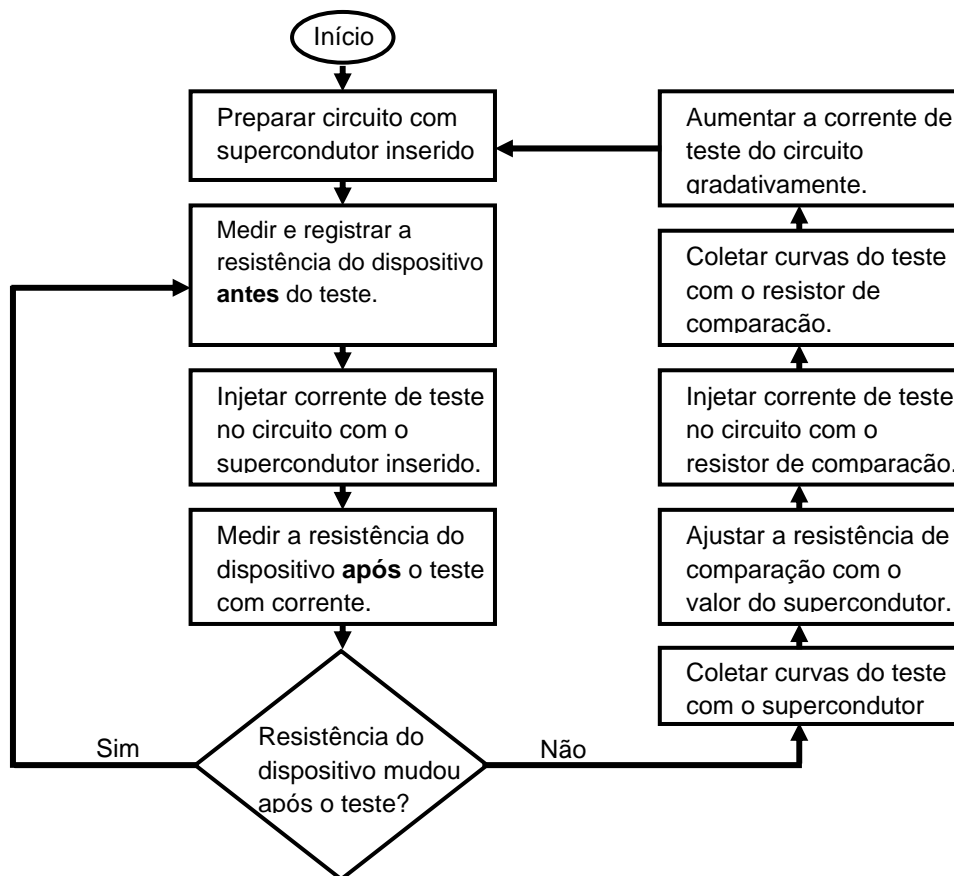 Início
Preparar circuito com
supercondutor inserido
Medir e registrar a
resistência do dispositivo
antes do teste.
Injetar corrente de teste
no circuito com o
supercondutor inserido.
Medir a resistência do
dispositivo após o teste
com corrente.
Resistência do
dispositivo mudou
após o teste?
Sim
Não
Coletar curvas do teste
com o supercondutor
Ajustar a resistência de
comparação com o
valor do supercondutor.
Injetar corrente de teste
no circuito com o
resistor de comparação.
Coletar curvas do teste
com o resistor de
comparação.
Aumentar a corrente de
teste do circuito
gradativamente.